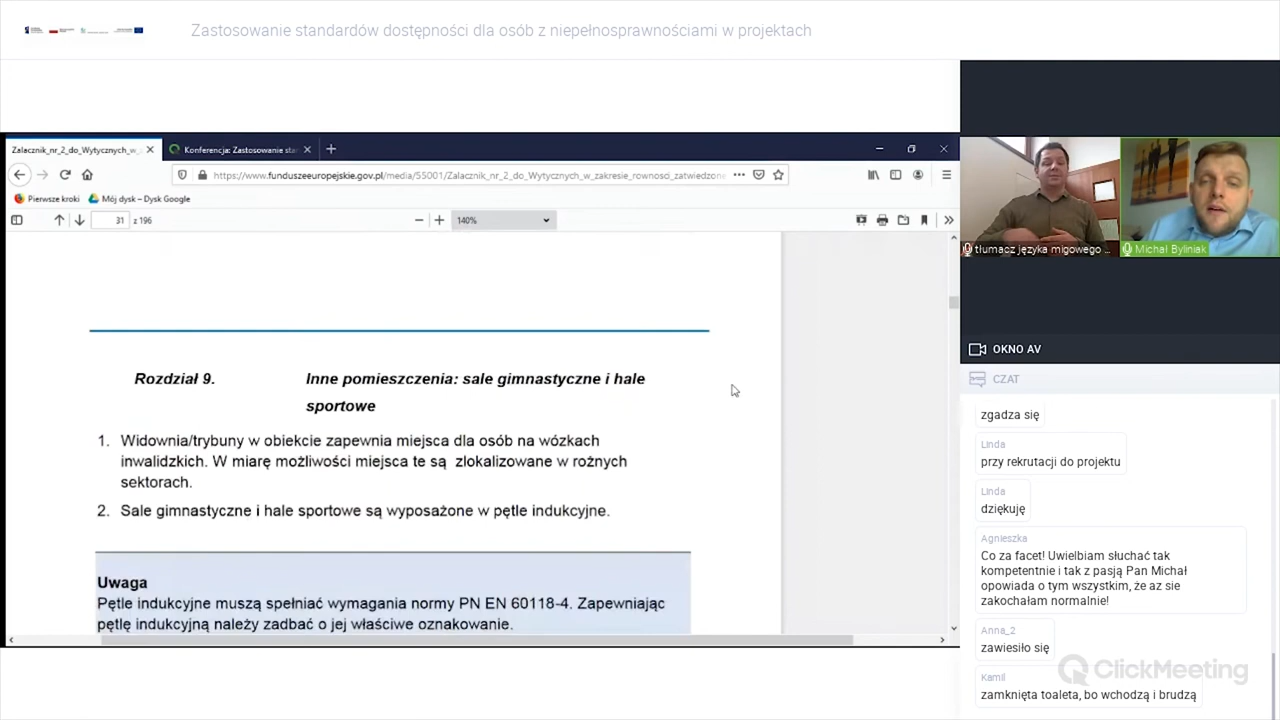 Zastosowanie standardów dostępności dla osób z niepełnosprawnościami w projektach
Zalacznik_nr_2_do_Wytycznych_w_
Konferencja: Zastosowanie sta
https://www.funduszeeuropejskie.gov.pl/media/55001/Zalacznik_nr_2_do_Wytycznych_w_zakresie_rownosci_zatwiedzone
Pierwsze kroki
Mój dysk – Dysk Google
31 z 196
140%
Rozdział 9. Inne pomieszczenia: sale gimnastyczne i hale
sportowe
1. Widownia/trybuny w obiekcie zapewnia miejsca dla osób na wózkach
inwalidzkich. W miarę możliwości miejsca te są zlokalizowane w rożnych
sektorach.
2. Sale gimnastyczne i hale sportowe są wyposażone w pętle indukcyjne.
Uwaga
Pętle indukcyjne muszą spełniać wymagania normy PN EN 60118-4. Zapewniając
pętlę indukcyjną należy zadbać o jej właściwe oznakowanie.
tłumacz języka migowego ...
Michał Byliniak
OKNO AV
CZAT
zgadza się
Linda
przy rekrutacji do projektu
Linda
dziękuję
Agnieszka
Co za facet! Uwielbiam słuchać tak
kompetentnie i tak z pasją Pan Michał
opowiada o tym wszystkim, że az sie
zakochałam normalnie!
Anna_2
zawiesiło się
Kamil
zamknięta toaleta, bo wchodzą i brudzą
ClickMeeting